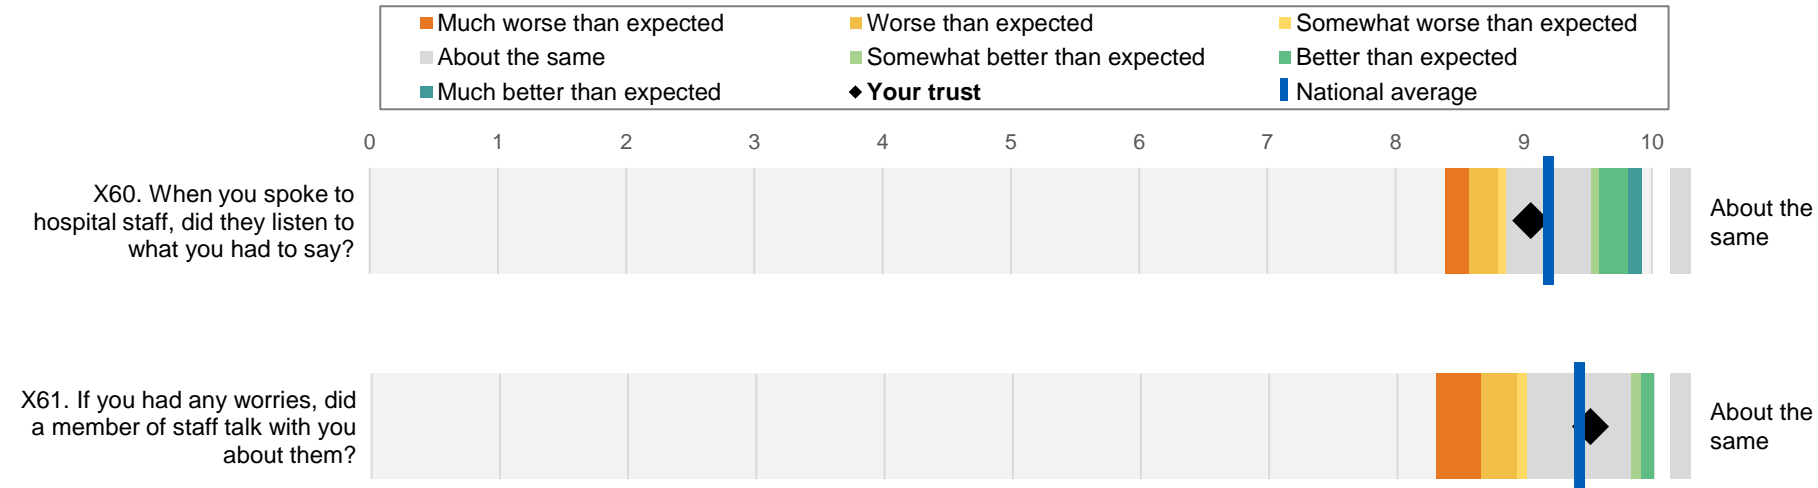 Much worse than expected
Worse than expected
Somewhat worse than expected
About the same
Somewhat better than expected
Better than expected
Much better than expected
Your trust
National average
0 1 2 3 4 5 6 7 8 9 10
X60. When you spoke to
hospital staff, did they listen to
what you had to say?
About the
same
X61. If you had any worries, did
a member of staff talk with you
about them?
About the
same